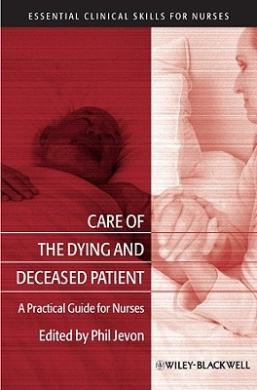 ESSENTIAL CLINICAL SKILLS FOR NURSES
CARE OF
THE DYING AND
DECEASED PATIENT
A Practical Guide for Nurses
Edited by Phil Jevon
WILEY-BLACKWELL